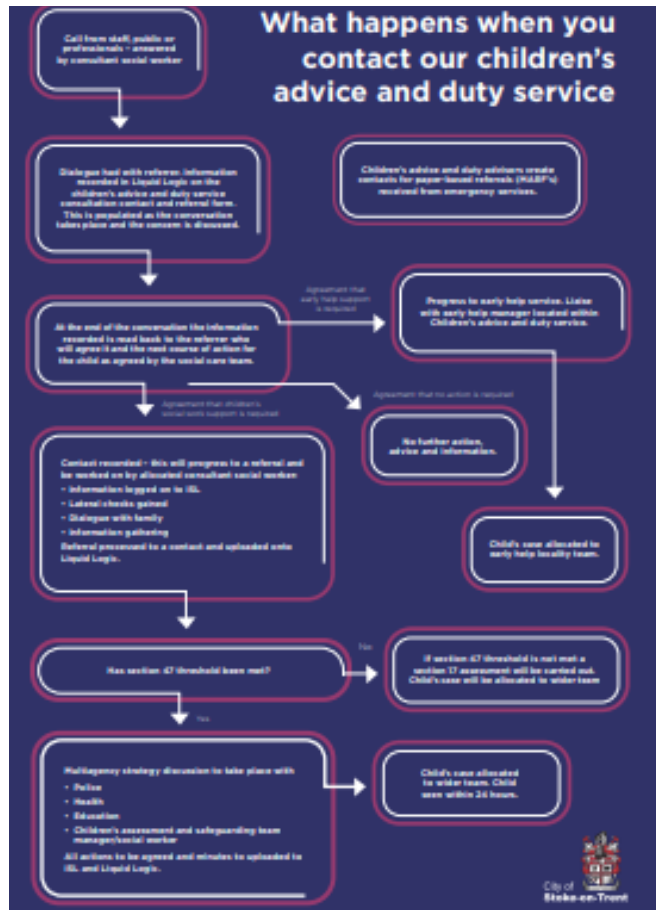 What happens when you
contact our children's
advice and duty service
Call from staff, public or
professionals – answered
by consultant social worker
Dialogue had with referrer. Information
recorded in Liquid Logic on the
children's advice and duty service
consultation contact and referral form.
This is populated as the conversation
takes place and the concern is discussed.
Children's advice and duty advisors create
contacts for paper-based referrals (MARF's)
received from emergency services.
At the end of the conversation the information
recorded is read back to the referrer who
will agree it and the next course of action for
the child as agreed by the social care team.
Agreement that
early help support
is required
Progress to early help service. Liaise
with early help manager located within
Children's advice and duty service.
Agreement that no action is required
No further action,
advice and information.
Child's case allocated to
early help locality team.
Agreement that children's
social work support is required
Contact recorded – this will progress to a referral and
be worked on by allocated consultant social worker:
– Information logged on to ISL
– Lateral checks gained
– Dialogue with family
– Information gathering
Referral processed to a contact and uploaded onto
Liquid Logic.
Has section 47 threshold been met?
No
If section 47 threshold is not met a
section 17 assessment will be carried out.
Child's case will be allocated to wider team
Yes
Multiagency strategy discussion to take place with
• Police
• Health
• Education
• Children's assessment and safeguarding team
manager/social worker
All actions to be agreed and minutes to uploaded to
ISL and Liquid Logic.
Child's case allocated
to wider team. Child
seen within 24 hours.
City of
Stoke-on-Trent